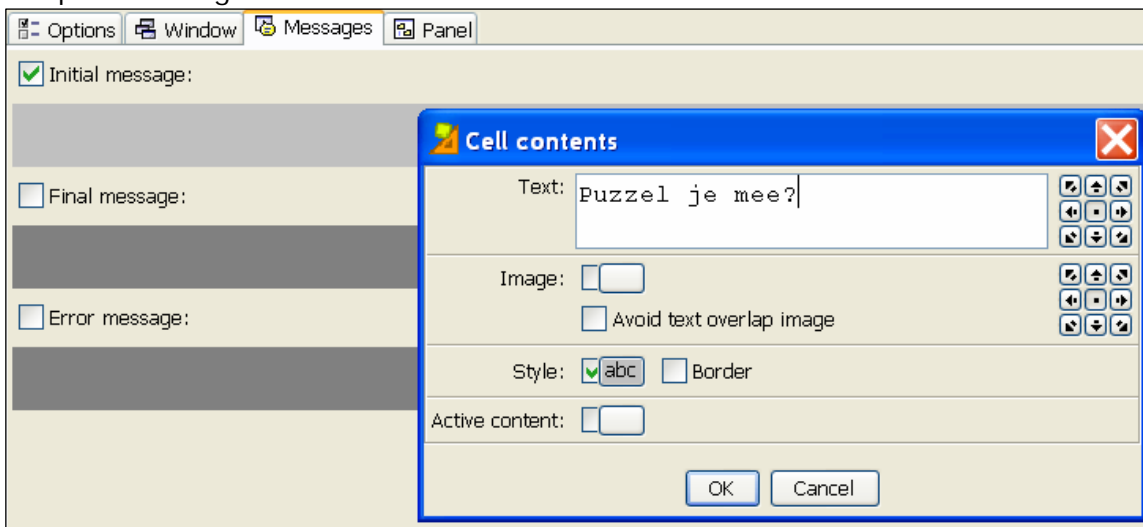 Options Window Messages Panel
Initial message:
Final message:
Error message:
Cell contents
Text: Puzzel je mee?
Image:
Avoid text overlap image
Style: abc Border
Active content:
OK Cancel